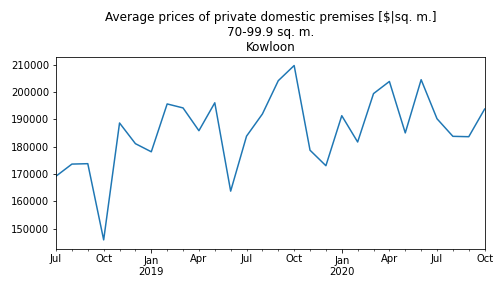 Average prices of private domestic premises [$|sq. m.]
70-99.9 sq. m.
Kowloon
210000
200000
190000
180000
170000
160000
150000
Jul Oct Jan Apr Jul Oct Jan Apr Jul Oct
2019 2020